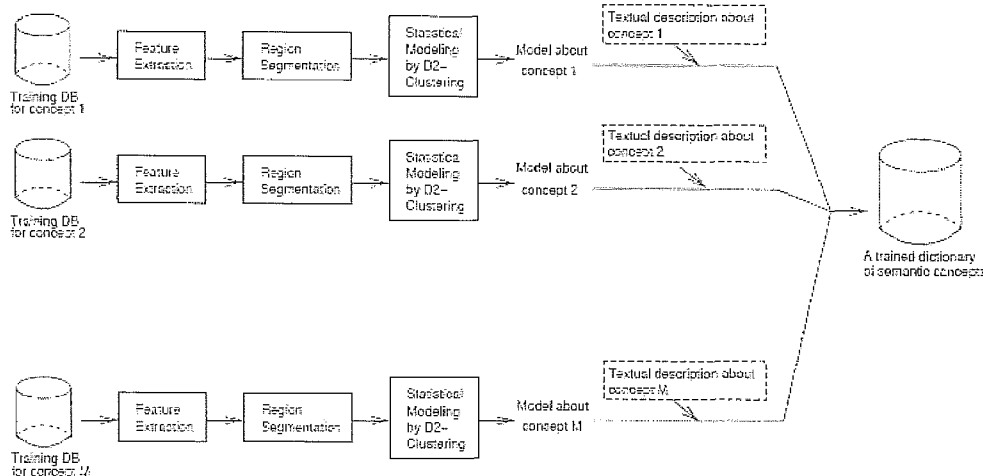 Textual description about
concept 1
Feature
Extraction
Region
Segmentation
Statistical
Modeling
by D2-
Clustering
Model about
concept 1
Training DB
for concept 1
Textual description about
concept 2
Feature
Extraction
Region
Segmentation
Statistical
Modeling
by D2-
Clustering
Model about
concept 2
Training DB
for concept 2
A trained dictionary
of semantic concepts
Textual description about
concept M
Feature
Extraction
Region
Segmentation
Statistical
Modeling
by D2-
Clustering
Model about
concept M
Training DB
for concept M